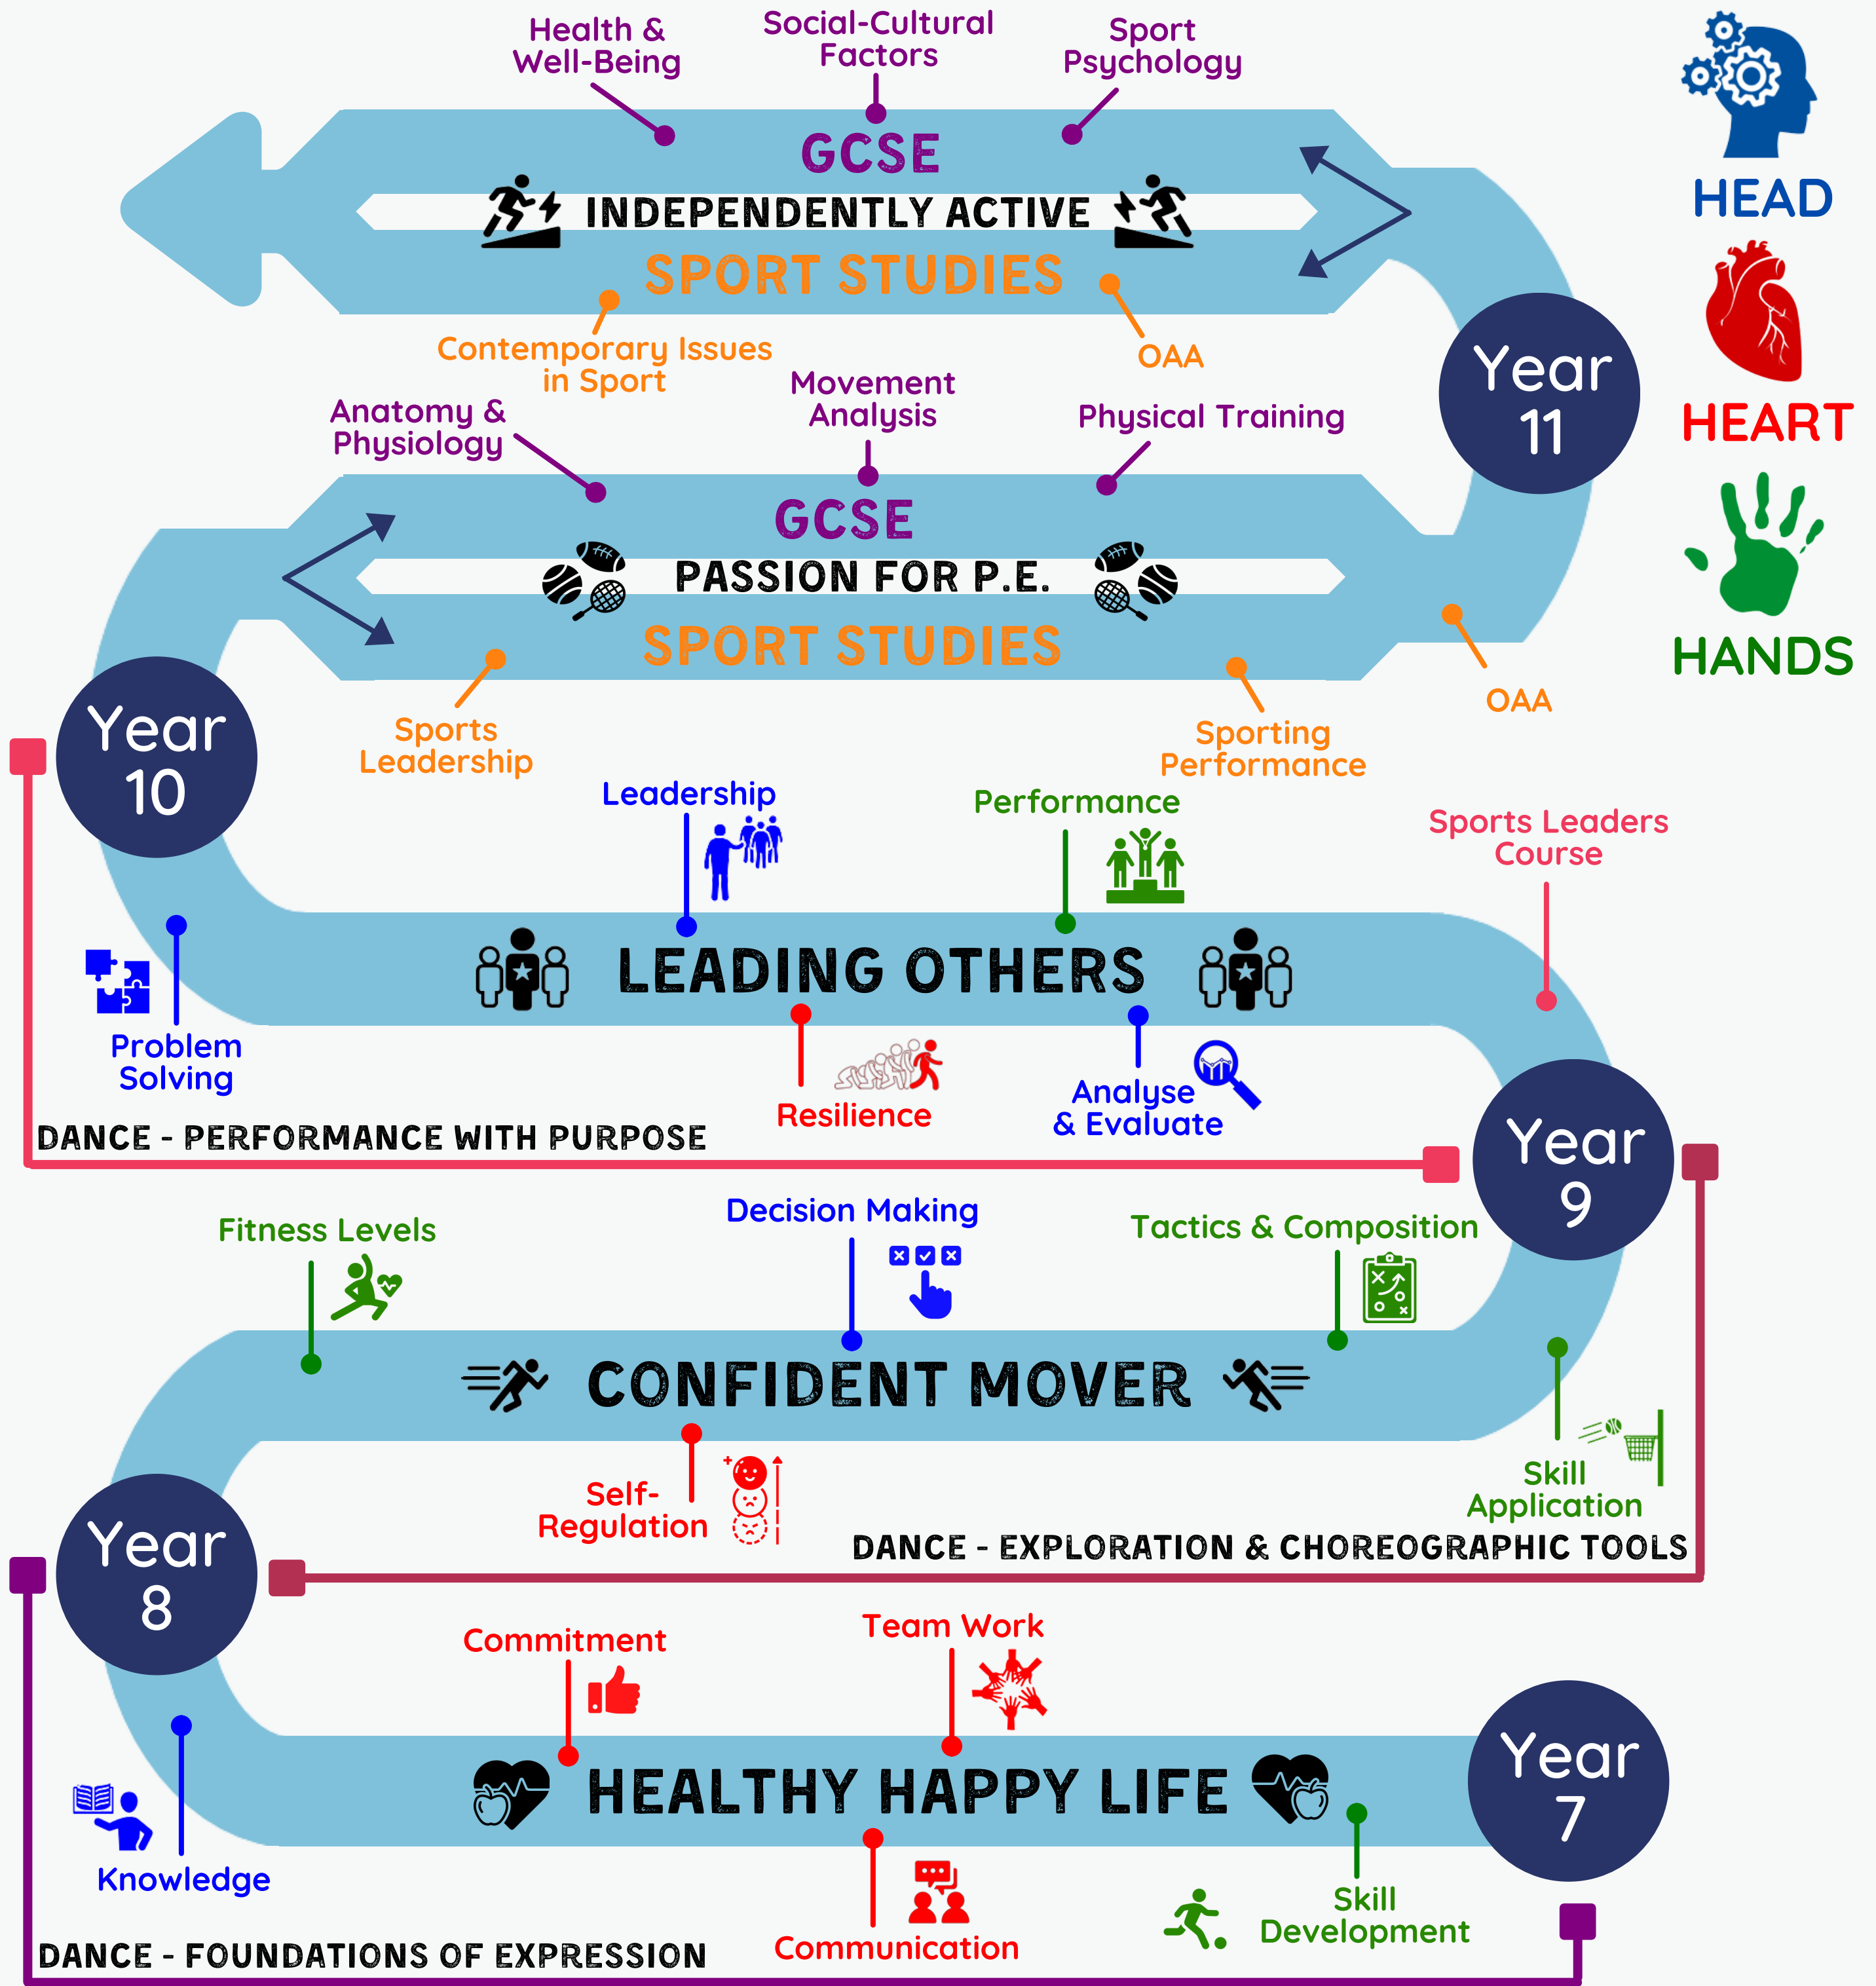 Health &
Well-Being
Social-Cultural
Factors
Sport
Psychology
HEAD
GCSE
INDEPENDENTLY ACTIVE
SPORT STUDIES
Contemporary Issues
in Sport
OAA
HEART
Year
11
Anatomy &
Physiology
Movement
Analysis
Physical Training
GCSE
PASSION FOR P.E.
SPORT STUDIES
HANDS
OAA
Year
10
Sports
Leadership
Sporting
Performance
Leadership
Performance
Sports Leaders
Course
LEADING OTHERS
Problem
Solving
Resilience
Analyse
& Evaluate
DANCE - PERFORMANCE WITH PURPOSE
Year
9
Fitness Levels
Decision Making
Tactics & Composition
CONFIDENT MOVER
Self-
Regulation
Skill
Application
DANCE - EXPLORATION & CHOREOGRAPHIC TOOLS
Year
8
Commitment
Team Work
HEALTHY HAPPY LIFE
Year
7
Knowledge
Communication
Skill
Development
DANCE - FOUNDATIONS OF EXPRESSION